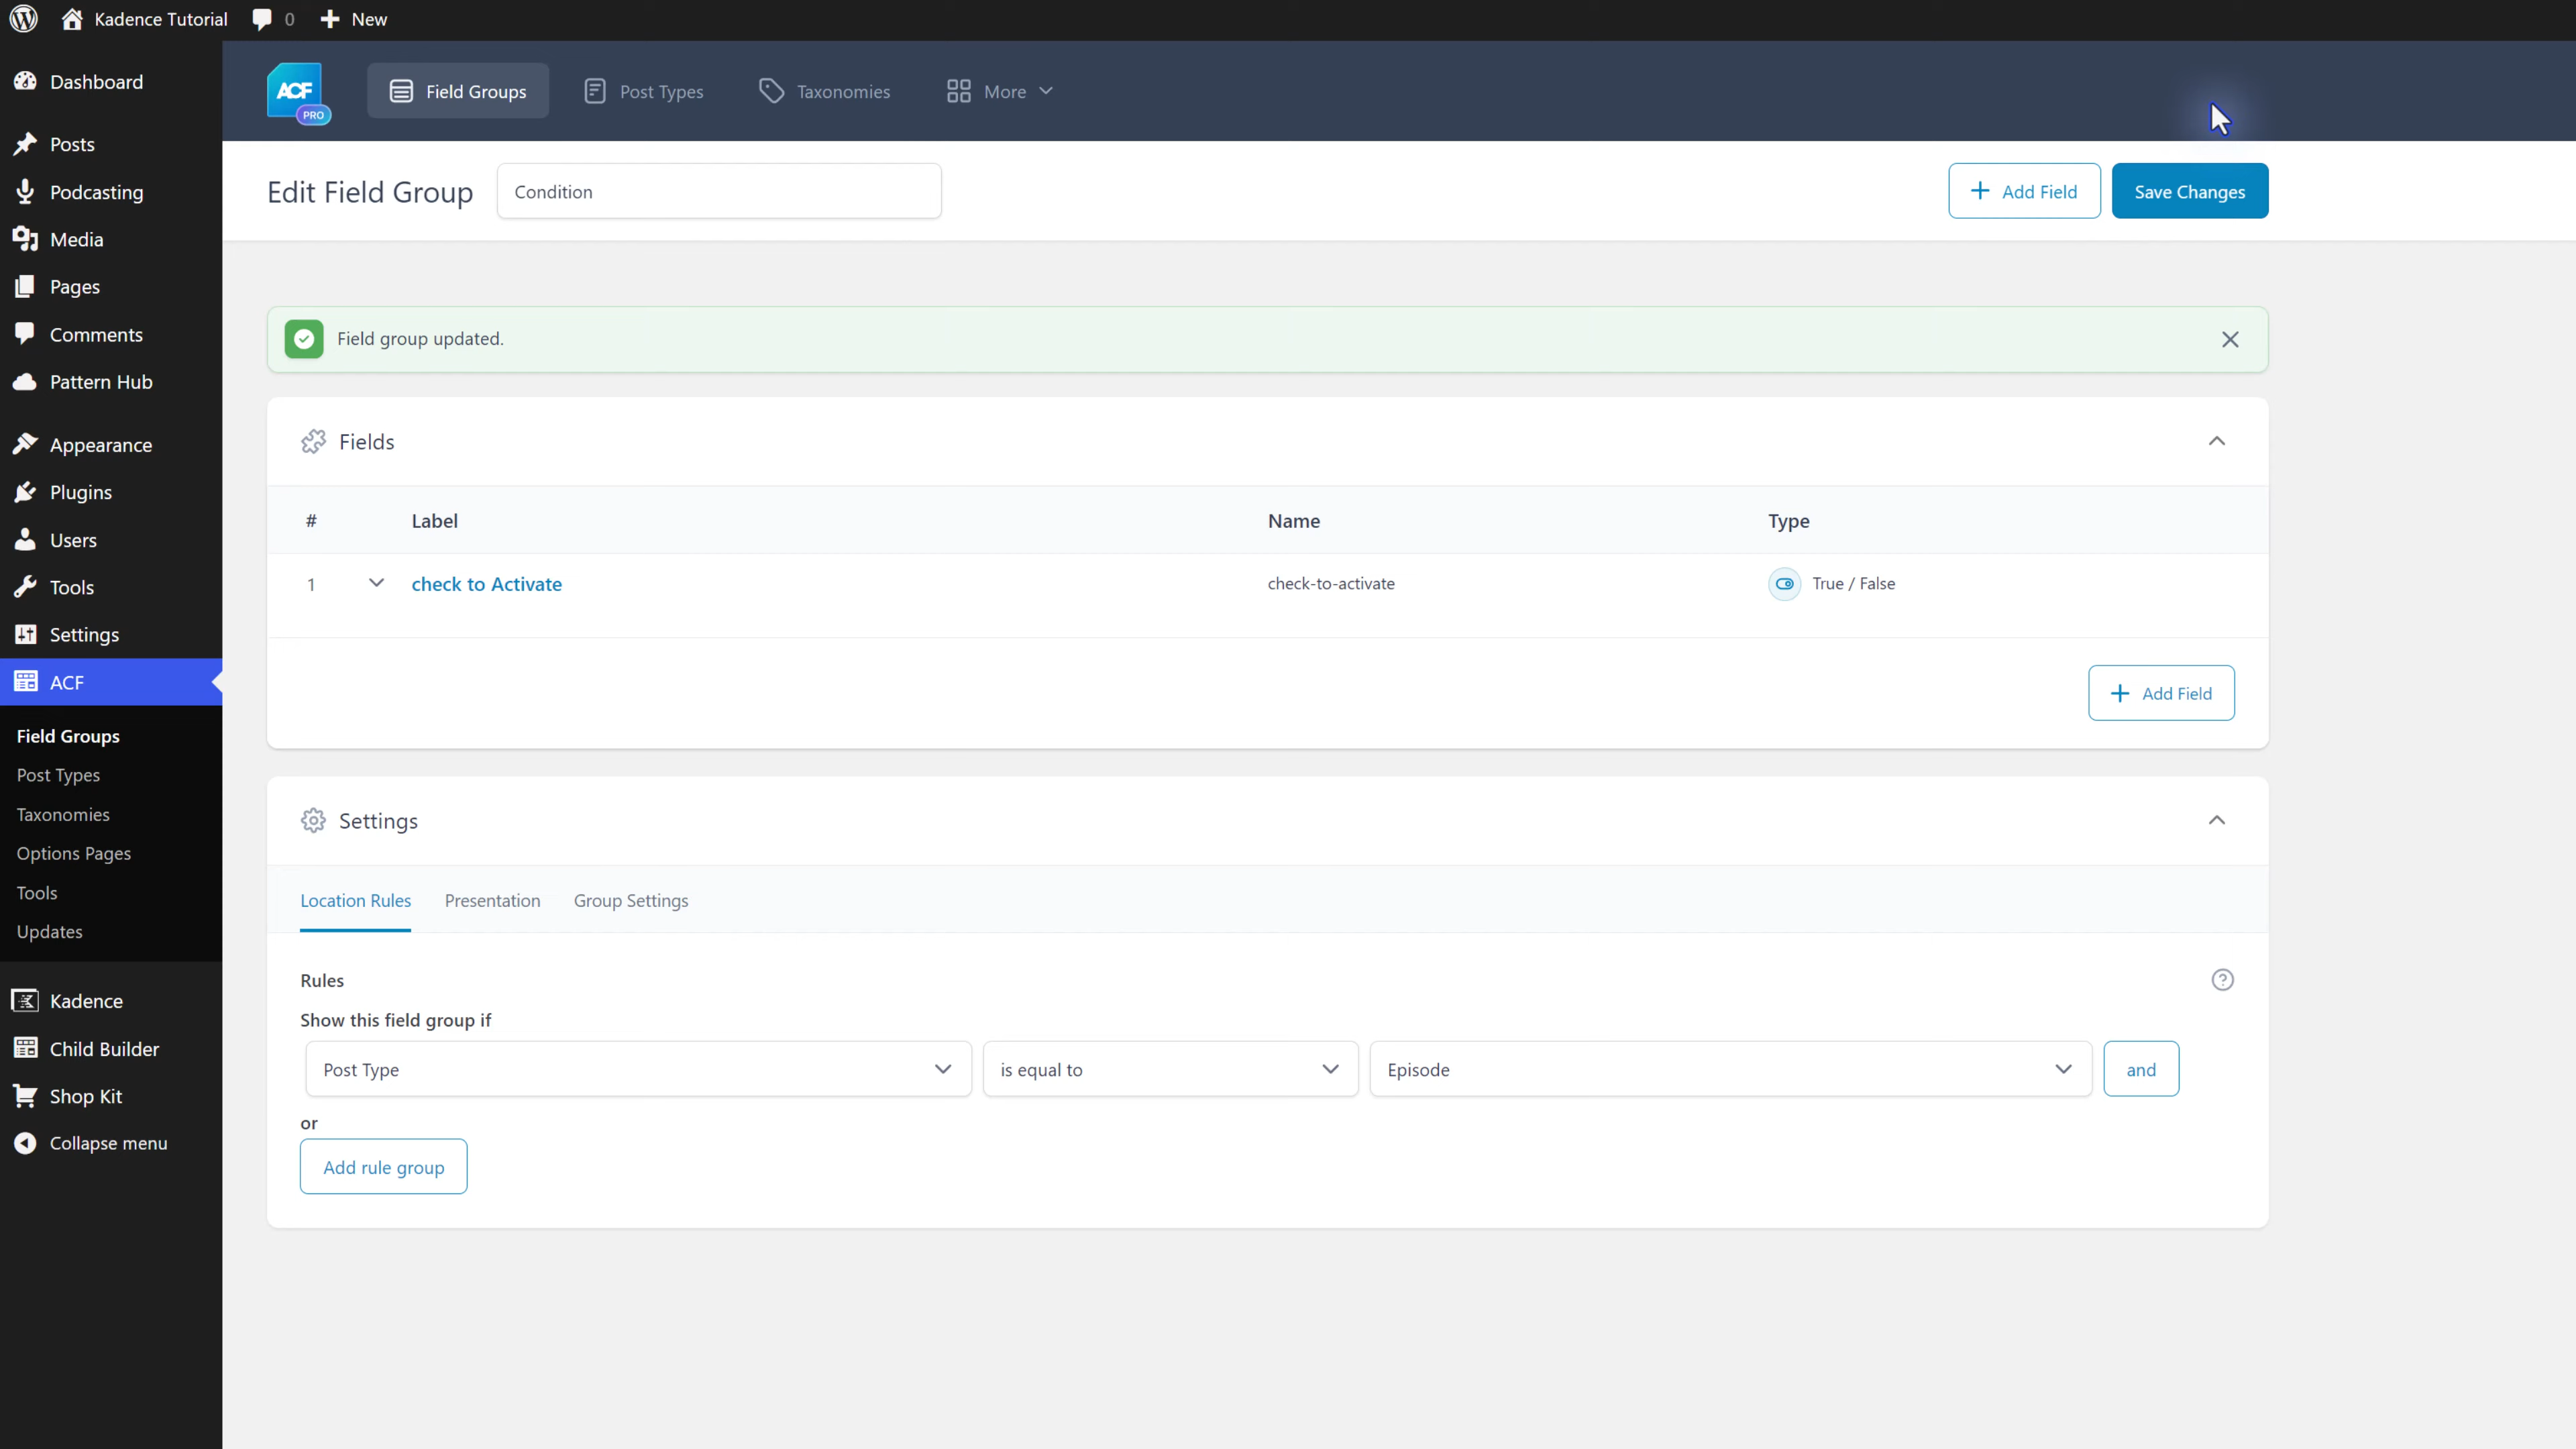 Kadence Tutorial 0 New
Dashboard
Posts
Podcasting
Media
Pages
Comments
Pattern Hub
Appearance
Plugins
Users
Tools
Settings
ACF
Field Groups
Post Types
Taxonomies
Options Pages
Tools
Updates
Kadence
Child Builder
Shop Kit
Collapse menu
ACF PRO Field Groups Post Types Taxonomies More
Edit Field Group Condition Add Field Save Changes
Field group updated.
Fields
# Label Name Type
1 check to Activate check-to-activate True / False
Add Field
Settings
Location Rules Presentation Group Settings
Rules
Show this field group if
Post Type is equal to Episode and
or
Add rule group